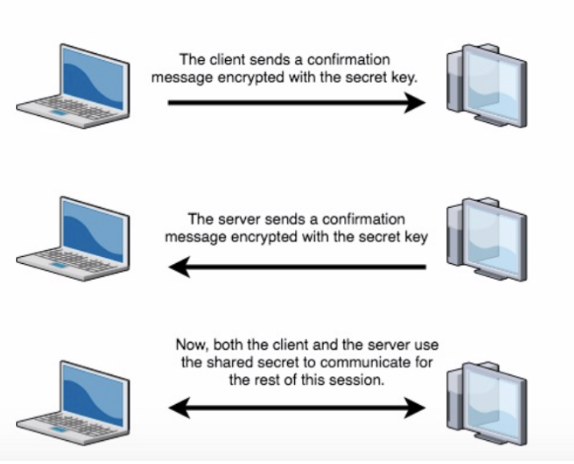 The client sends a confirmation
message encrypted with the secret key.
The server sends a confirmation
message encrypted with the secret key
Now, both the client and the server use
the shared secret to communicate for
the rest of this session.